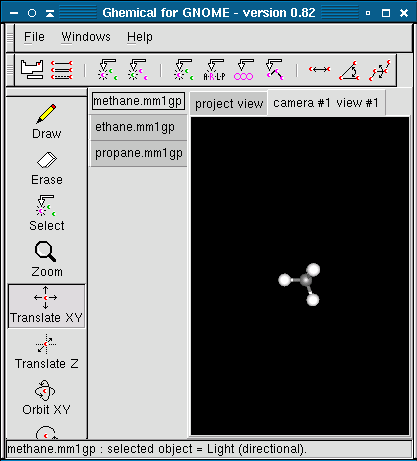 Ghemical for GNOME - version 0.82
File Windows Help
A·R·L·P
methane.mm1gp project view camera #1 view #1
ethane.mm1gp
propane.mm1gp
Draw
Erase
Select
Zoom
Translate XY
Translate Z
Orbit XY
methane.mm1gp : selected object = Light (directional).